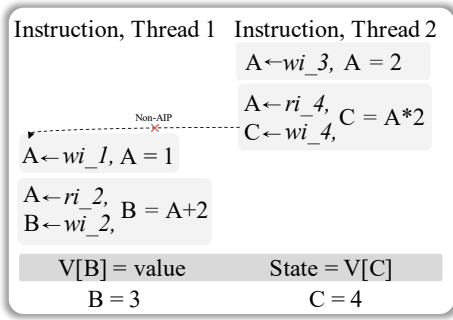 Instruction, Thread 1 Instruction, Thread 2
A←wi_3, A = 2
A←ri_4,
C←wi_4, C = A*2
Non-AIP
A←wi_1, A = 1
A←ri_2,
B←wi_2, B = A+2
V[B] = value State = V[C]
B = 3 C = 4